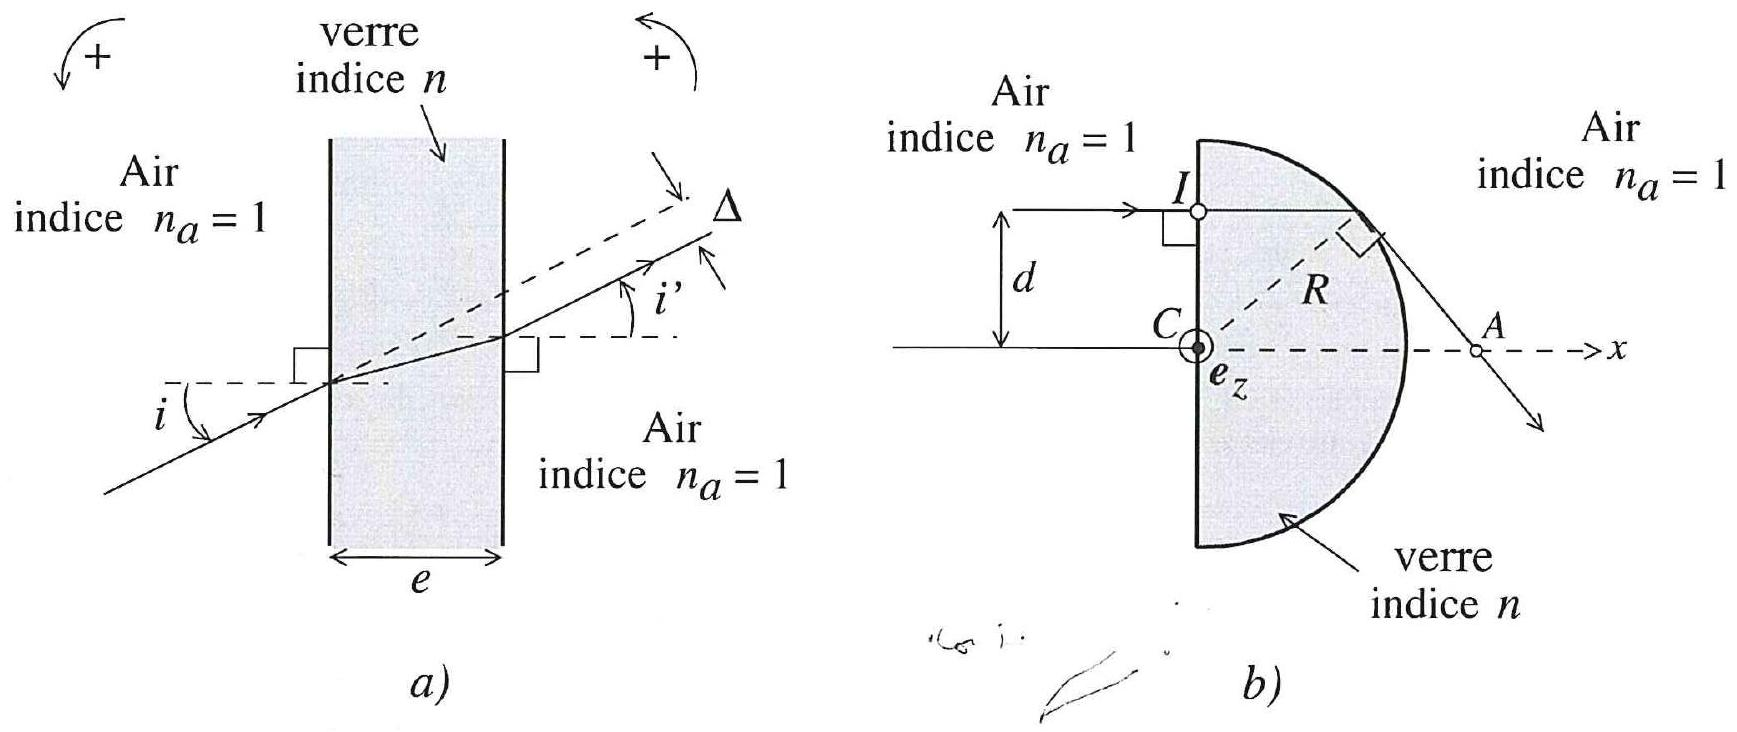 +
verre
indice n
+
Air
indice n_a = 1
Δ
i'
i
Air
indice n_a = 1
e
a)
Air
indice n_a = 1
Air
indice n_a = 1
I
d
R
C
A
x
e_z
verre
indice n
b)